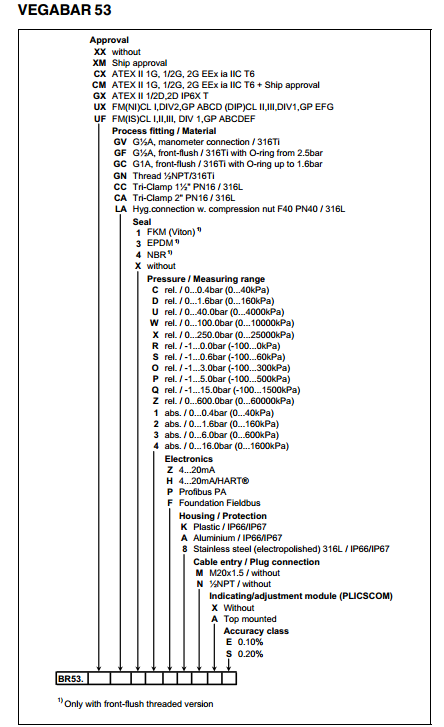 VEGABAR 53
Approval
XX without
XM Ship approval
CX ATEX II 1G, 1/2G, 2G EEx ia IIC T6
CM ATEX II 1G, 1/2G, 2G EEx ia IIC T6 + Ship approval
GX ATEX II 1/2D,2D IP6X T
UX FM(NI)CL I,DIV2,GP ABCD (DIP)CL II,III,DIV1,GP EFG
UF FM(IS)CL I,II,III, DIV 1,GP ABCDEF
Process fitting / Material
GV G½A, manometer connection / 316Ti
GF G½A, front-flush / 316Ti with O-ring from 2.5bar
GC G1A, front-flush / 316Ti with O-ring up to 1.6bar
GN Thread ½NPT/316Ti
CC Tri-Clamp 1½" PN16 / 316L
CA Tri-Clamp 2" PN16 / 316L
LA Hyg.connection w. compression nut F40 PN40 / 316L
Seal
1 FKM (Viton) 1)
3 EPDM 1)
4 NBR 1)
X without
Pressure / Measuring range
C rel. / 0...0.4bar (0...40kPa)
D rel. / 0...1.6bar (0...160kPa)
U rel. / 0...40.0bar (0...4000kPa)
W rel. / 0...100.0bar (0...10000kPa)
X rel. / 0...250.0bar (0...25000kPa)
R rel. / -1...0.0bar (-100...0kPa)
S rel. / -1...0.6bar (-100...60kPa)
O rel. / -1...3.0bar (-100...300kPa)
P rel. / -1...5.0bar (-100...500kPa)
Q rel. / -1...15.0bar (-100...1500kPa)
Z rel. / 0...600.0bar (0...60000kPa)
1 abs. / 0...0.4bar (0...40kPa)
2 abs. / 0...1.6bar (0...160kPa)
3 abs. / 0...6.0bar (0...600kPa)
4 abs. / 0...16.0bar (0...1600kPa)
Electronics
Z 4...20mA
H 4...20mA/HART®
P Profibus PA
F Foundation Fieldbus
Housing / Protection
K Plastic / IP66/IP67
A Aluminium / IP66/IP67
8 Stainless steel (electropolished) 316L / IP66/IP67
Cable entry / Plug connection
M M20x1.5 / without
N ½NPT / without
Indicating/adjustment module (PLICSCOM)
X Without
A Top mounted
Accuracy class
E 0.10%
S 0.20%
BR53.
1) Only with front-flush threaded version